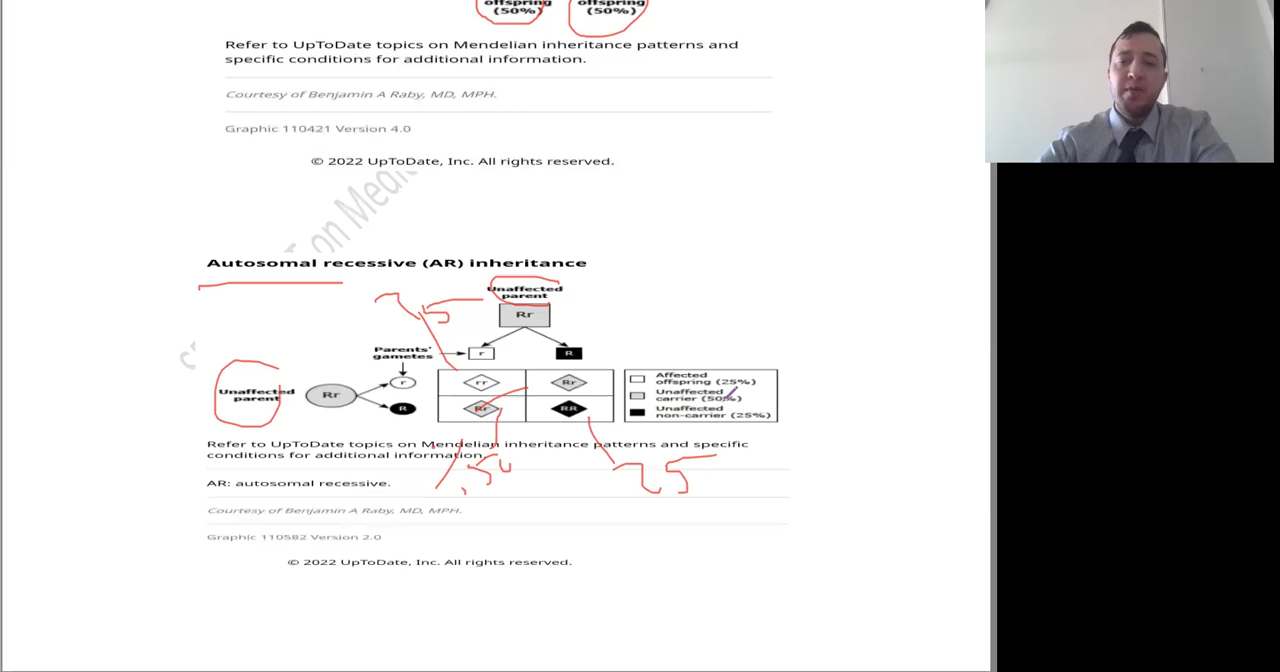 offspring offspring
(50%) (50%)
Refer to UpToDate topics on Mendelian inheritance patterns and
specific conditions for additional information.
Courtesy of Benjamin A Raby, MD, MPH.
Graphic 110421 Version 4.0
© 2022 UpToDate, Inc. All rights reserved.
on Medic
Autosomal recessive (AR) inheritance
Unaffected
parent
Rr
25
Parents'
gametes
r R
Unaffected
parent
Rr
r
R
rr Rr
Rr RR
Affected
offspring (25%)
Unaffected
carrier (50%)
Unaffected
non-carrier (25%)
25
Refer to UpToDate topics on Mendelian inheritance patterns and specific
conditions for additional information.
AR: autosomal recessive.
Courtesy of Benjamin A Raby, MD, MPH.
Graphic 110582 Version 2.0
© 2022 UpToDate, Inc. All rights reserved.